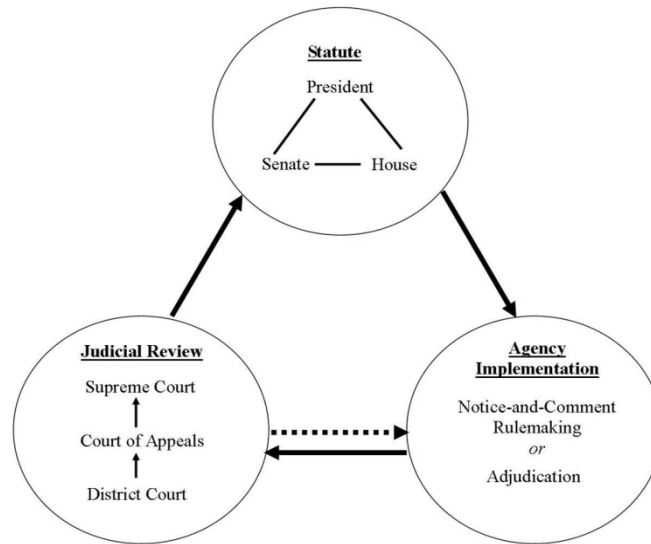 Statute
President
Senate House
Judicial Review
Supreme Court
Court of Appeals
District Court
Agency
Implementation
Notice-and-Comment
Rulemaking
or
Adjudication